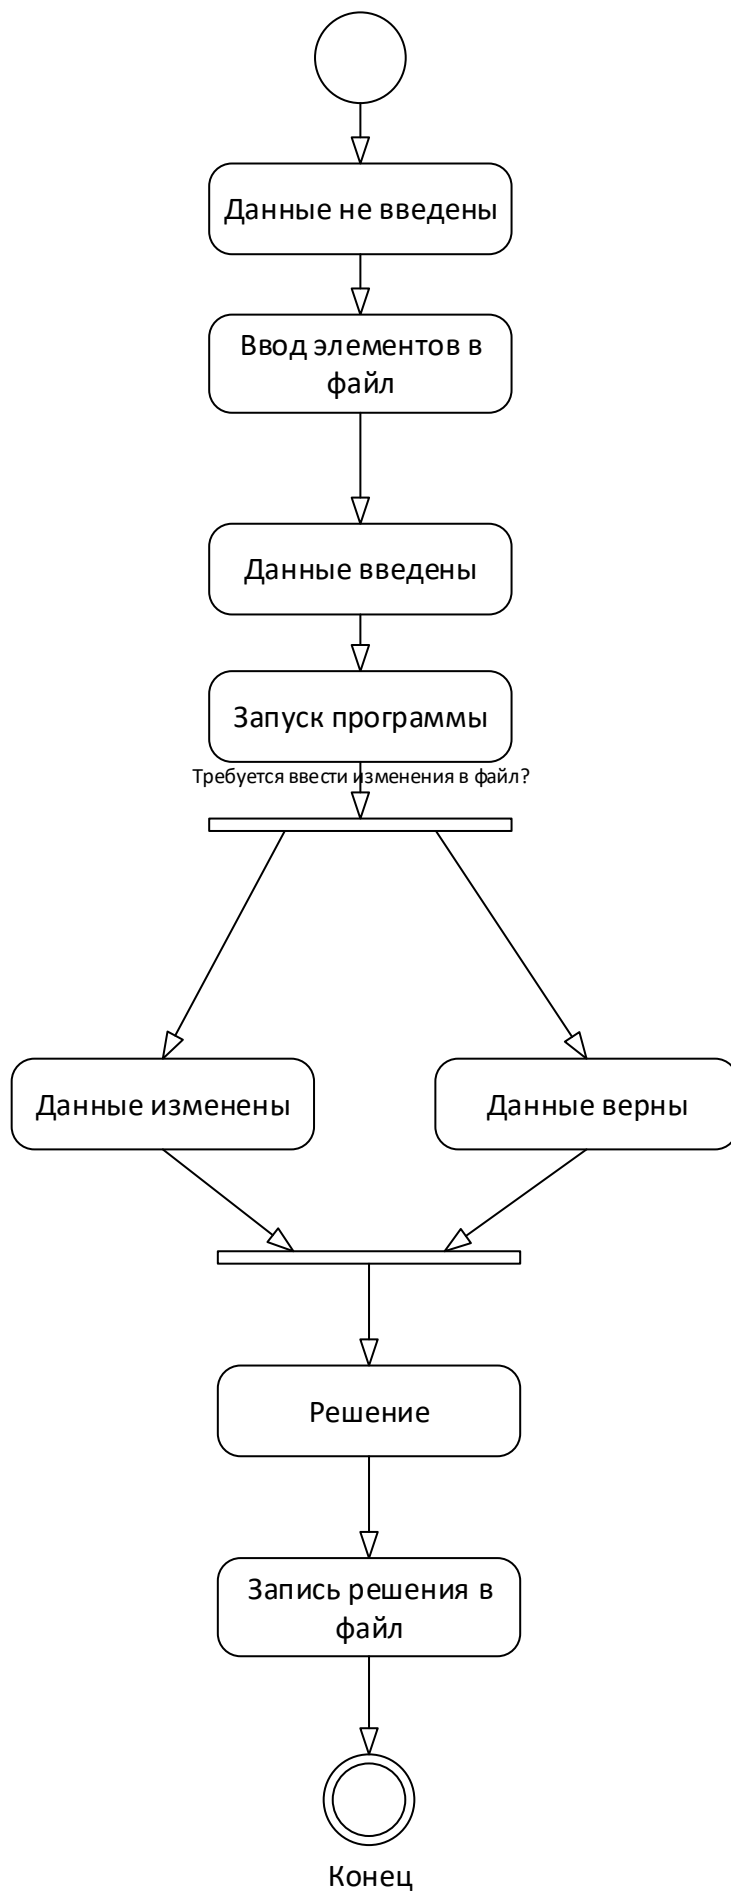 Данные не введены
Ввод элементов в
файл
Данные введены
Запуск программы
Требуется ввести изменения в файл?
Данные изменены
Данные верны
Решение
Запись решения в
файл
Конец